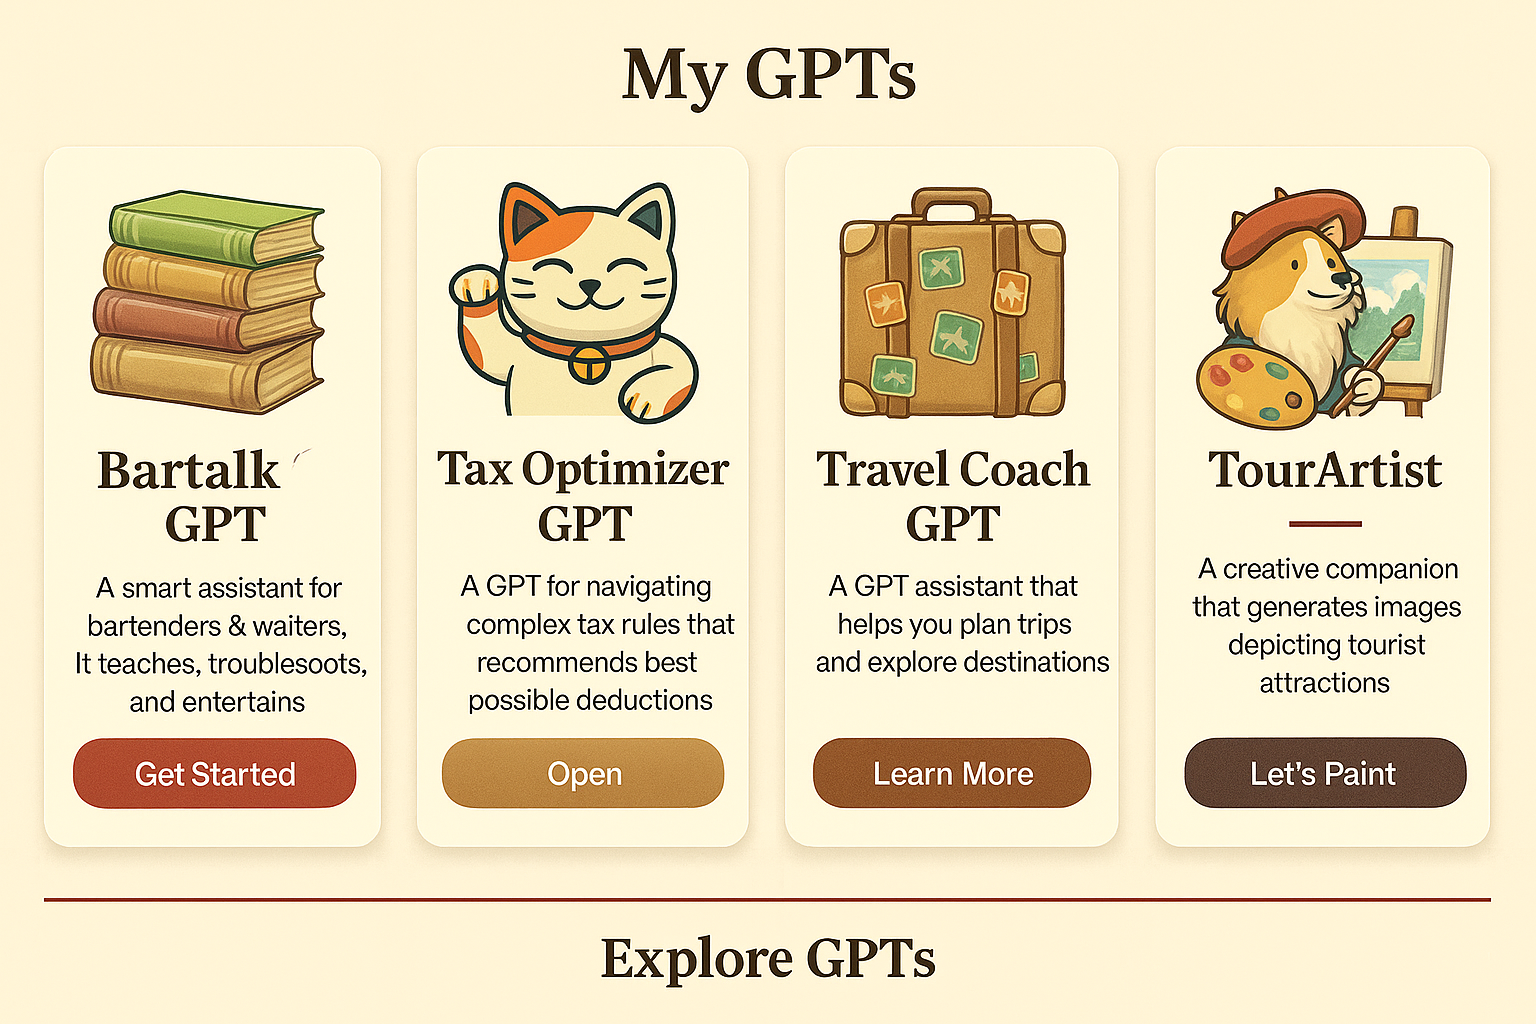 My GPTs
Bartalk
GPT
A smart assistant for
bartenders & waiters,
It teaches, troublesoots,
and entertains
Get Started
Tax Optimizer
GPT
A GPT for navigating
complex tax rules that
recommends best
possible deductions
Open
Travel Coach
GPT
A GPT assistant that
helps you plan trips
and explore destinations
Learn More
TourArtist
A creative companion
that generates images
depicting tourist
attractions
Let's Paint
Explore GPTs